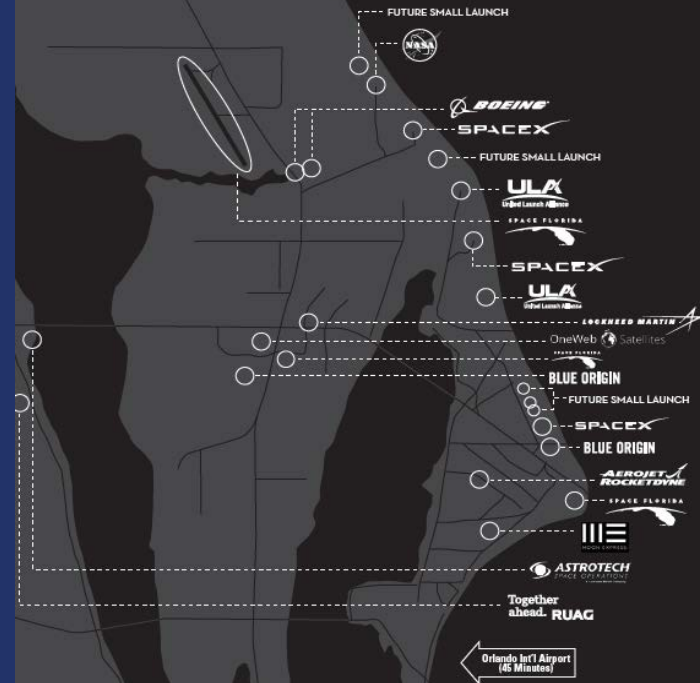 FUTURE SMALL LAUNCH
NASA
BOEING
SPACEX
FUTURE SMALL LAUNCH
ULA
United Launch Alliance
SPACE FLORIDA
SPACEX
ULA
United Launch Alliance
LOCKHEED MARTIN
OneWeb Satellites
SPACE FLORIDA
BLUE ORIGIN
FUTURE SMALL LAUNCH
SPACEX
BLUE ORIGIN
AEROJET
ROCKETDYNE
SPACE FLORIDA
ME
MOON EXPRESS
ASTROTECH
SPACE OPERATIONS
Together
ahead. RUAG
Orlando Int'l Airport
(45 Minutes)